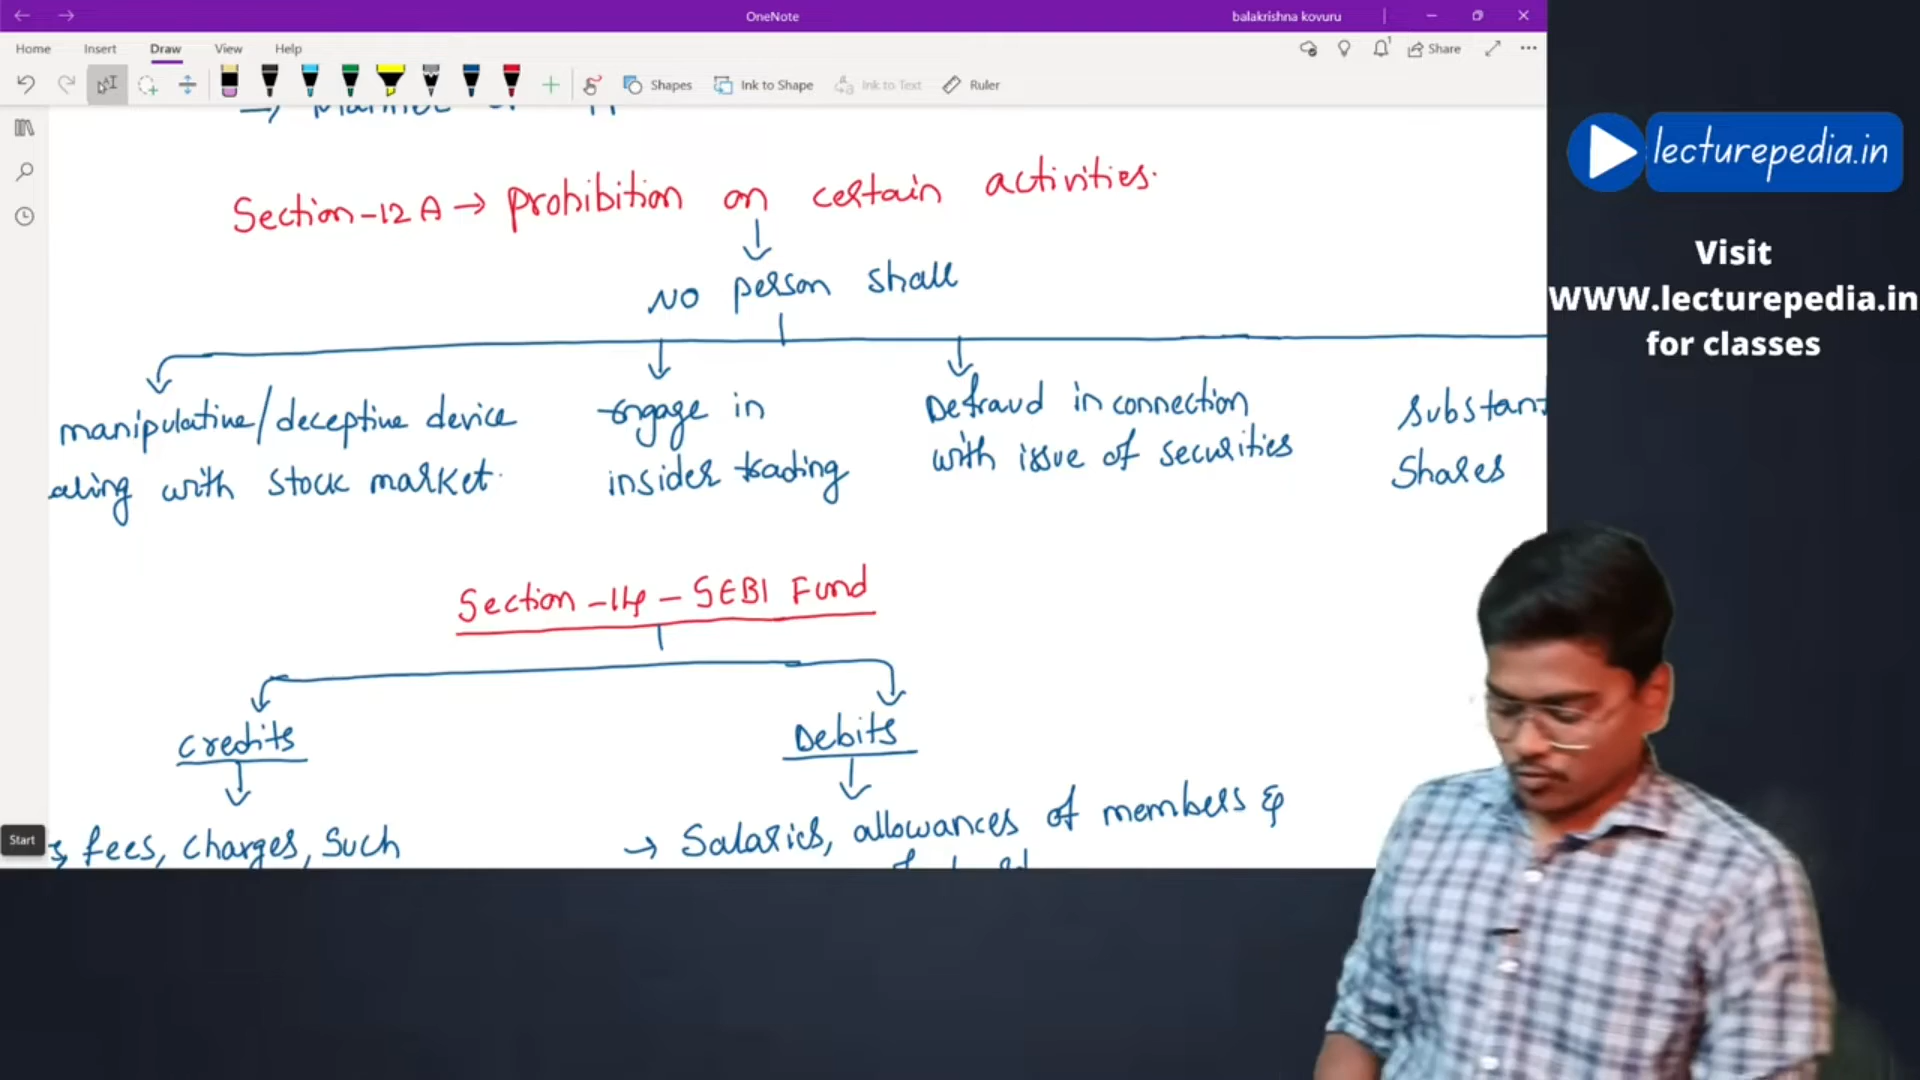 OneNote
balakrishna kovuru
Home Insert Draw View Help
1 Share
Shapes Ink to Shape Ink to Text Ruler
lecturepedia.in
Visit
WWW.lecturepedia.in
for classes
Section-12A → prohibition on certain activities.
NO person shall
manipulative/deceptive device
aling with stock market.
Engage in
insider trading
Defraud in connection
with issue of securities
Substant
Shares
Section-14 - SEBI Fund
Credits
Debits
s, fees, charges, such
→ Salaries, allowances of members &
Start